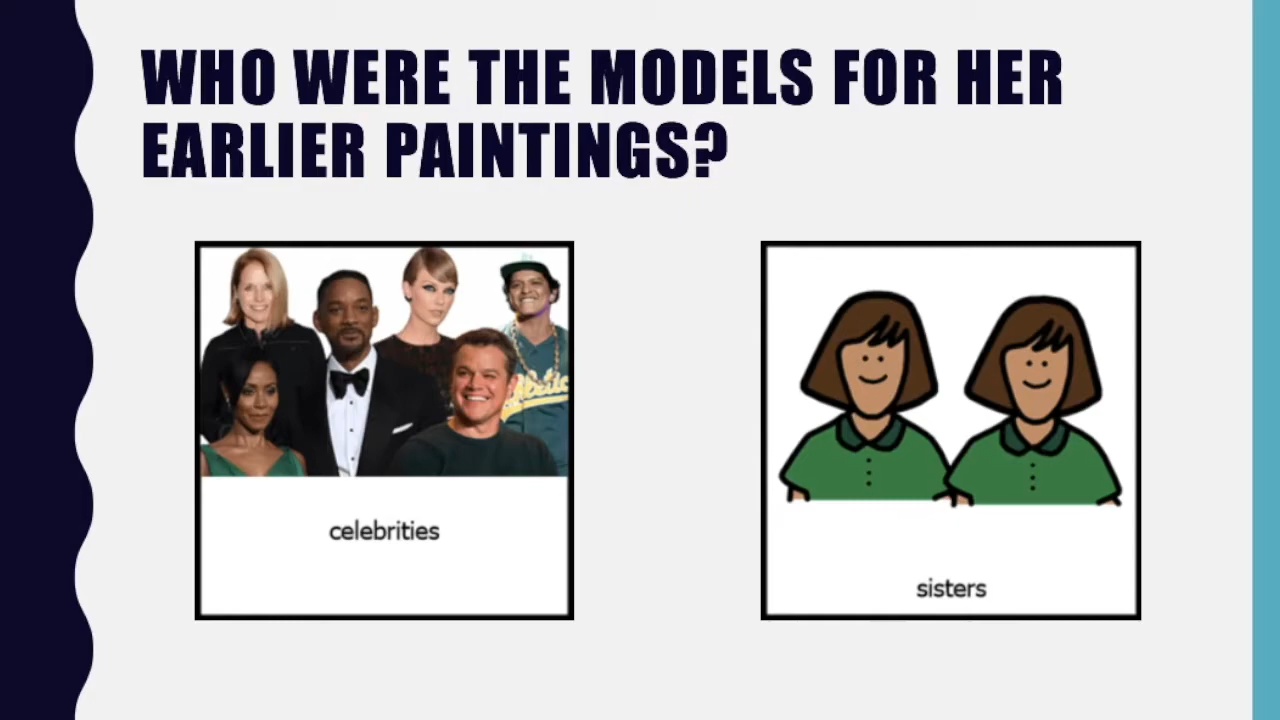 WHO WERE THE MODELS FOR HER
EARLIER PAINTINGS?
celebrities
sisters